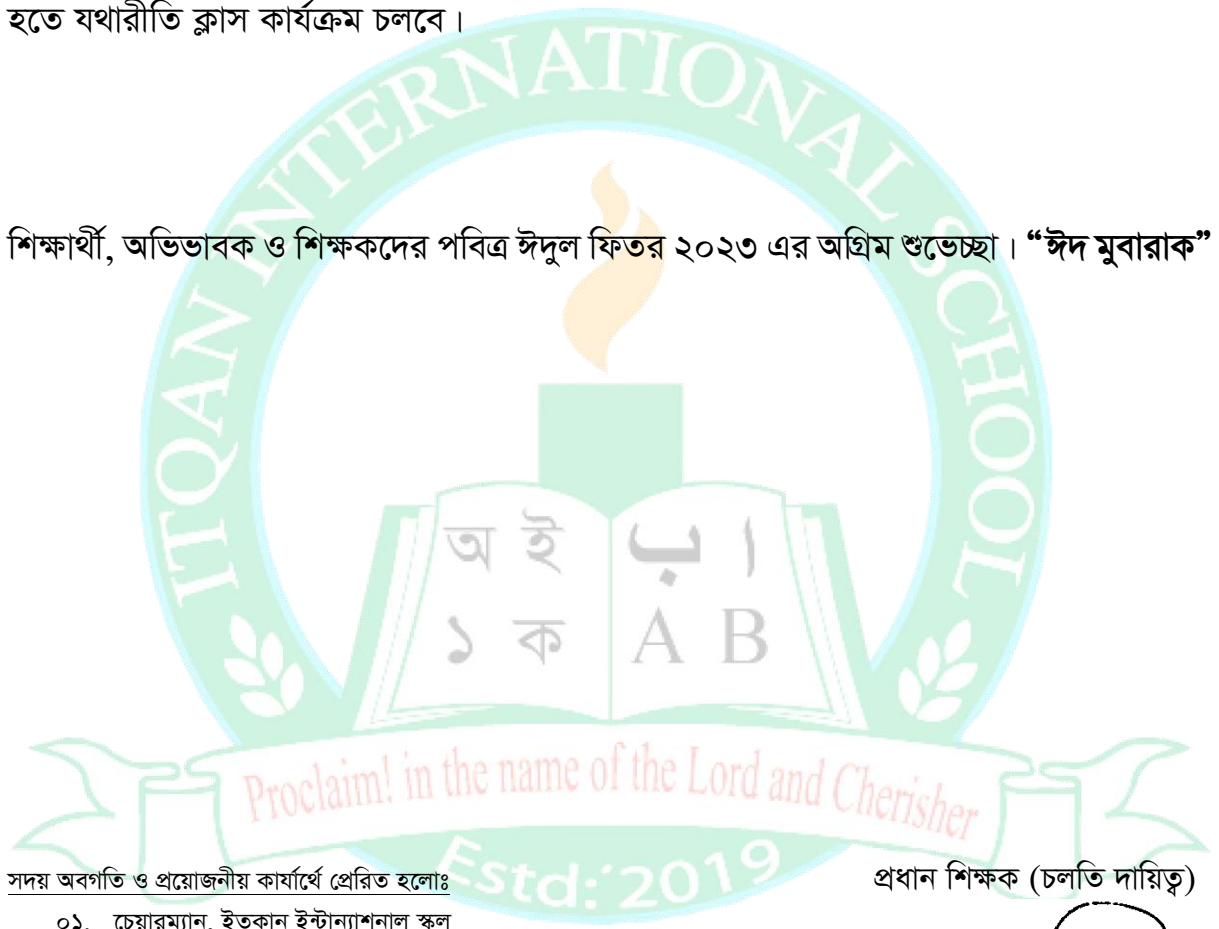 হতে যথারীতি ক্লাস কার্যক্রম চলবে।
ITQAN INTERNATIONAL SCHOOL
শিক্ষার্থী, অভিভাবক ও শিক্ষকদের পবিত্র ঈদুল ফিতর ২০২৩ এর অগ্রিম শুভেচ্ছা। “ঈদ মুবারাক”
অ ই ب ا
১ ক A B
Proclaim! in the name of the Lord and Cherisher
Estd: 2019
সদয় অবগতি ও প্রয়োজনীয় কার্যার্থে প্রেরিত হলোঃ
প্রধান শিক্ষক (চলতি দায়িত্ব)
০১. চেয়ারম্যান, ইতকান ইন্টান্যাশনাল স্কুল